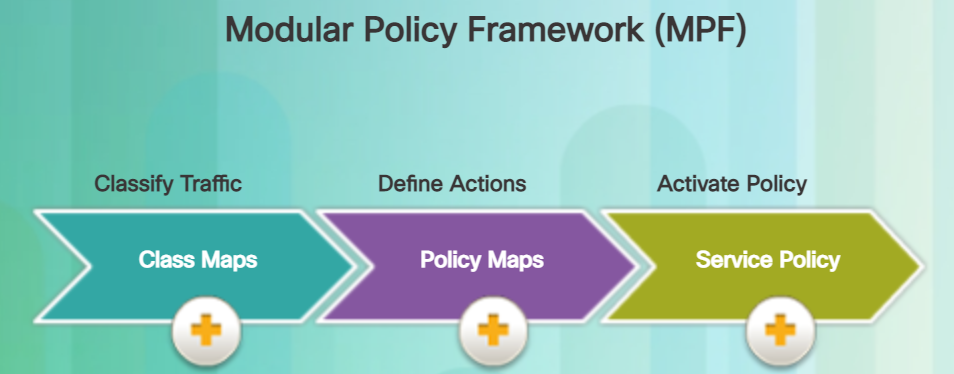 Modular Policy Framework (MPF)
Classify Traffic
Define Actions
Activate Policy
Class Maps
Policy Maps
Service Policy